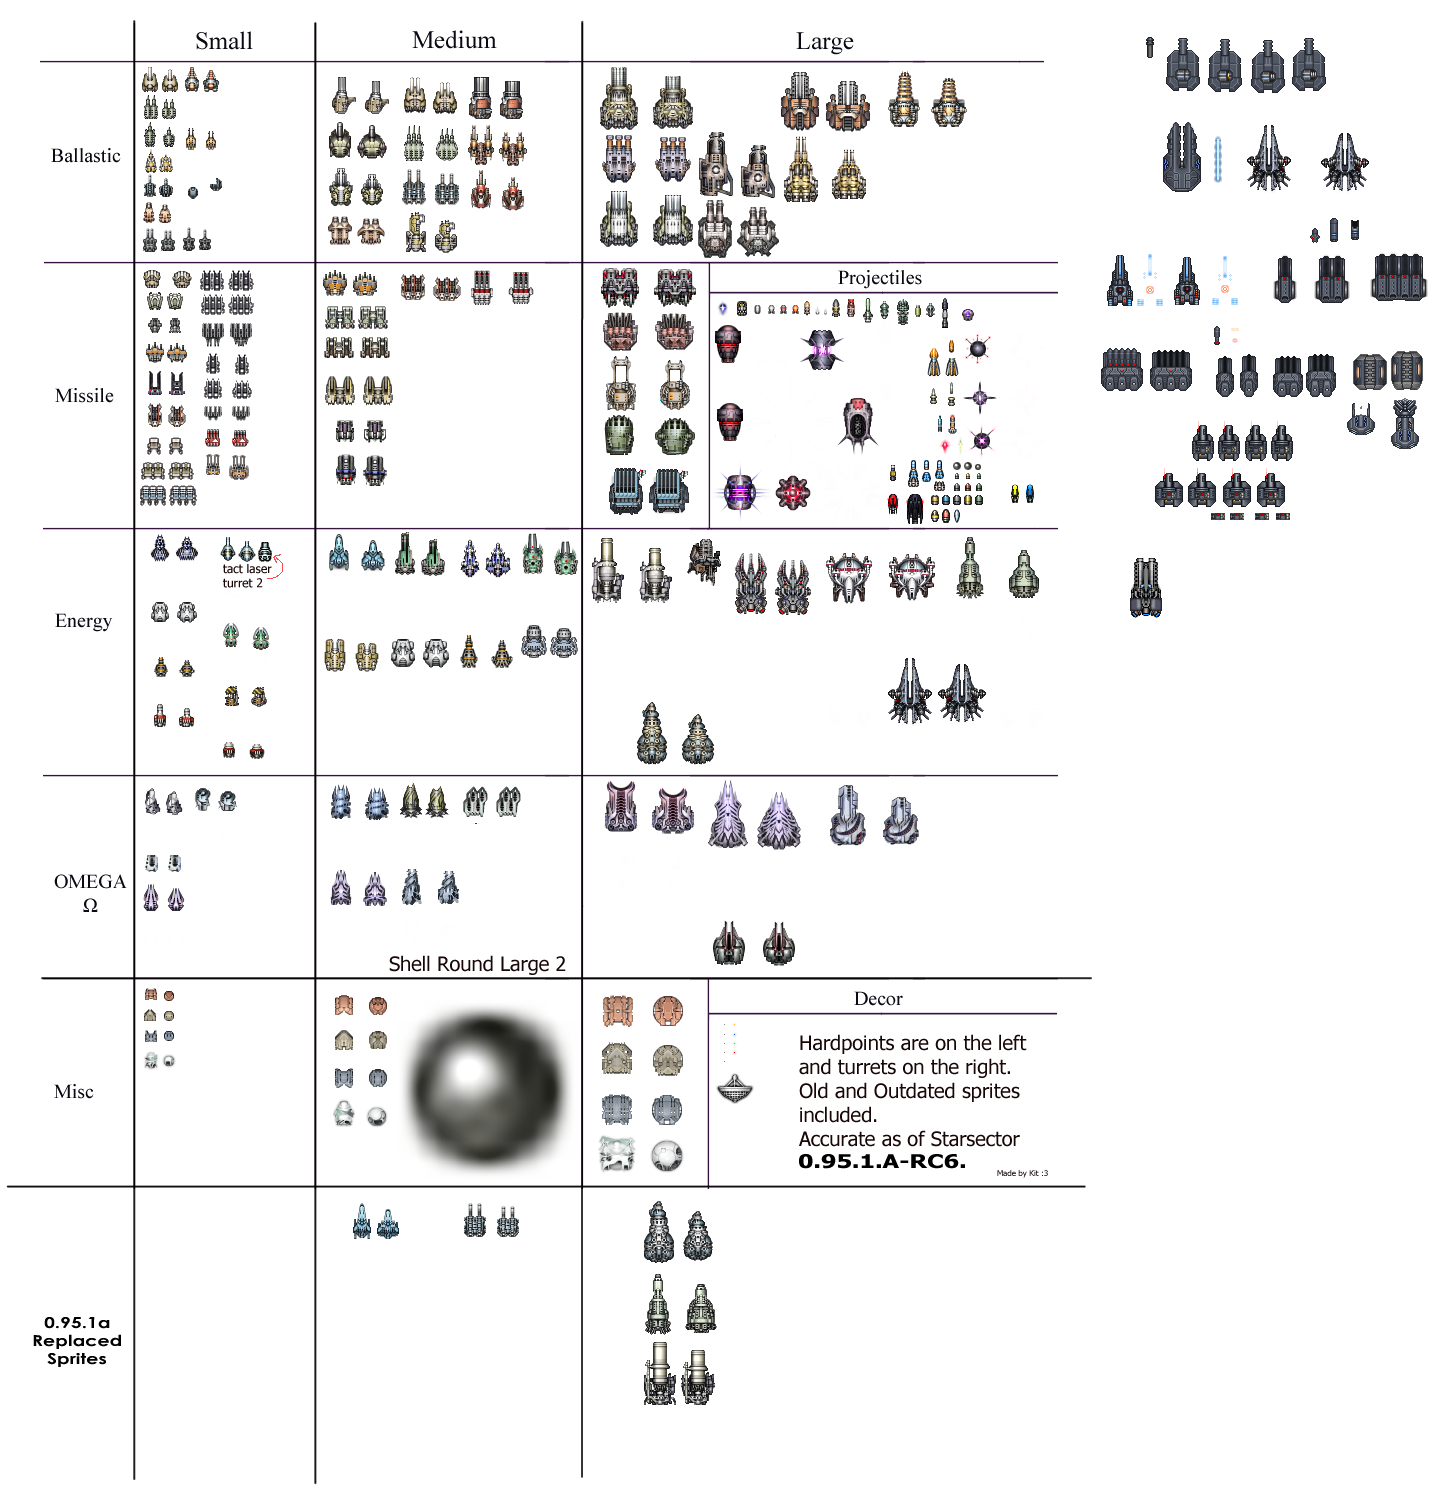 Small
Medium
Large
Ballastic
Missile
Projectiles
Energy
tact laser
turret 2
OMEGA
Ω
Shell Round Large 2
Misc
Decor
Hardpoints are on the left
and turrets on the right.
Old and Outdated sprites
included.
Accurate as of Starsector
0.95.1.A-RC6.
Made by Kit :3
0.95.1a
Replaced
Sprites